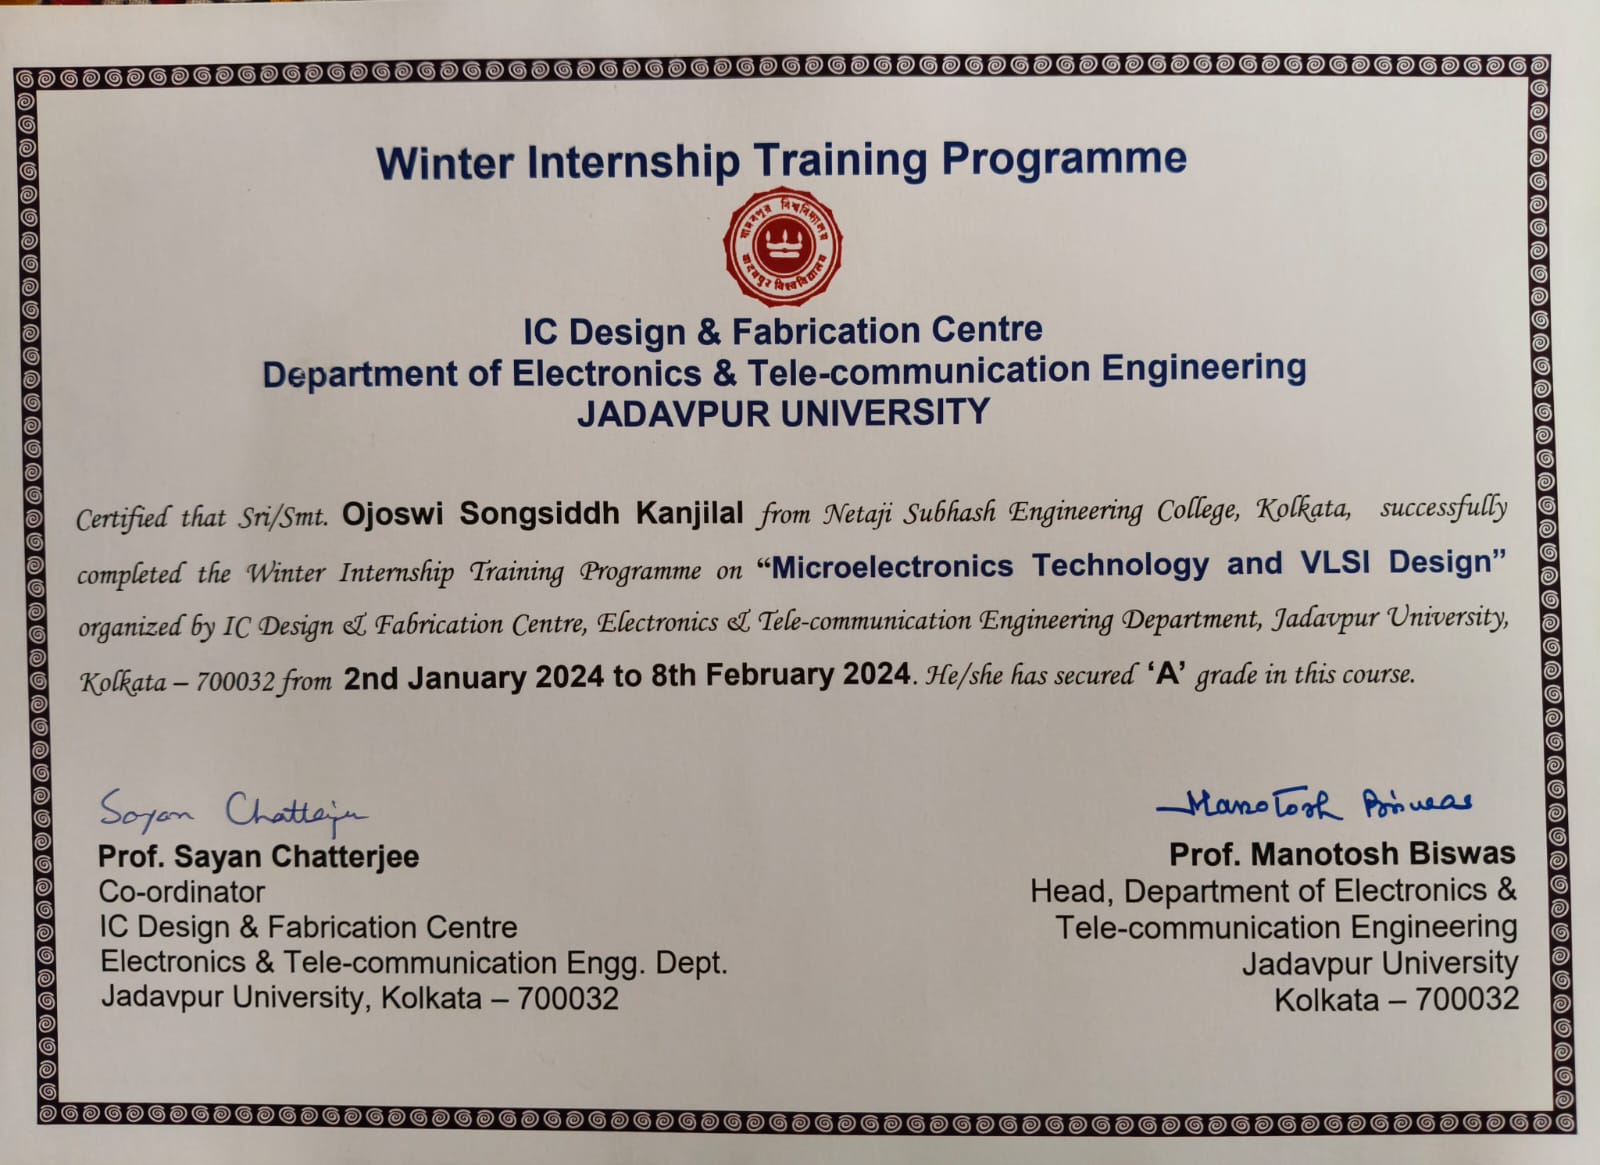 Winter Internship Training Programme
যাদবপুর বিশ্ববিদ্যালয়
यादवपुर विश्वविद्यालय
IC Design & Fabrication Centre
Department of Electronics & Tele-communication Engineering
JADAVPUR UNIVERSITY
Certified that Sri/Smt. Ojoswi Songsiddh Kanjilal from Netaji Subhash Engineering College, Kolkata, successfully
completed the Winter Internship Training Programme on “Microelectronics Technology and VLSI Design”
organized by IC Design & Fabrication Centre, Electronics & Tele-communication Engineering Department, Jadavpur University,
Kolkata – 700032 from 2nd January 2024 to 8th February 2024. He/she has secured ‘A’ grade in this course.
Sayan Chatterjee
Prof. Sayan Chatterjee
Co-ordinator
IC Design & Fabrication Centre
Electronics & Tele-communication Engg. Dept.
Jadavpur University, Kolkata – 700032
Manotosh Biswas
Prof. Manotosh Biswas
Head, Department of Electronics &
Tele-communication Engineering
Jadavpur University
Kolkata – 700032